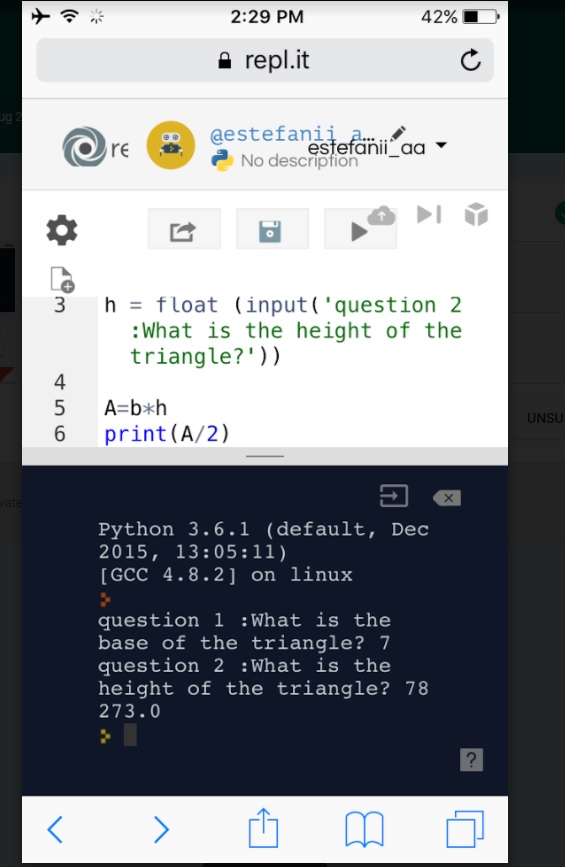 2:29 PM
42%
repl.it
re
@estefanii_a...
estefanii_aa
No description
3 h = float (input('question 2
:What is the height of the
triangle?'))
4
5 A=b*h
6 print(A/2)
UNSU
Python 3.6.1 (default, Dec
2015, 13:05:11)
[GCC 4.8.2] on linux
question 1 :What is the
base of the triangle? 7
question 2 :What is the
height of the triangle? 78
273.0
?